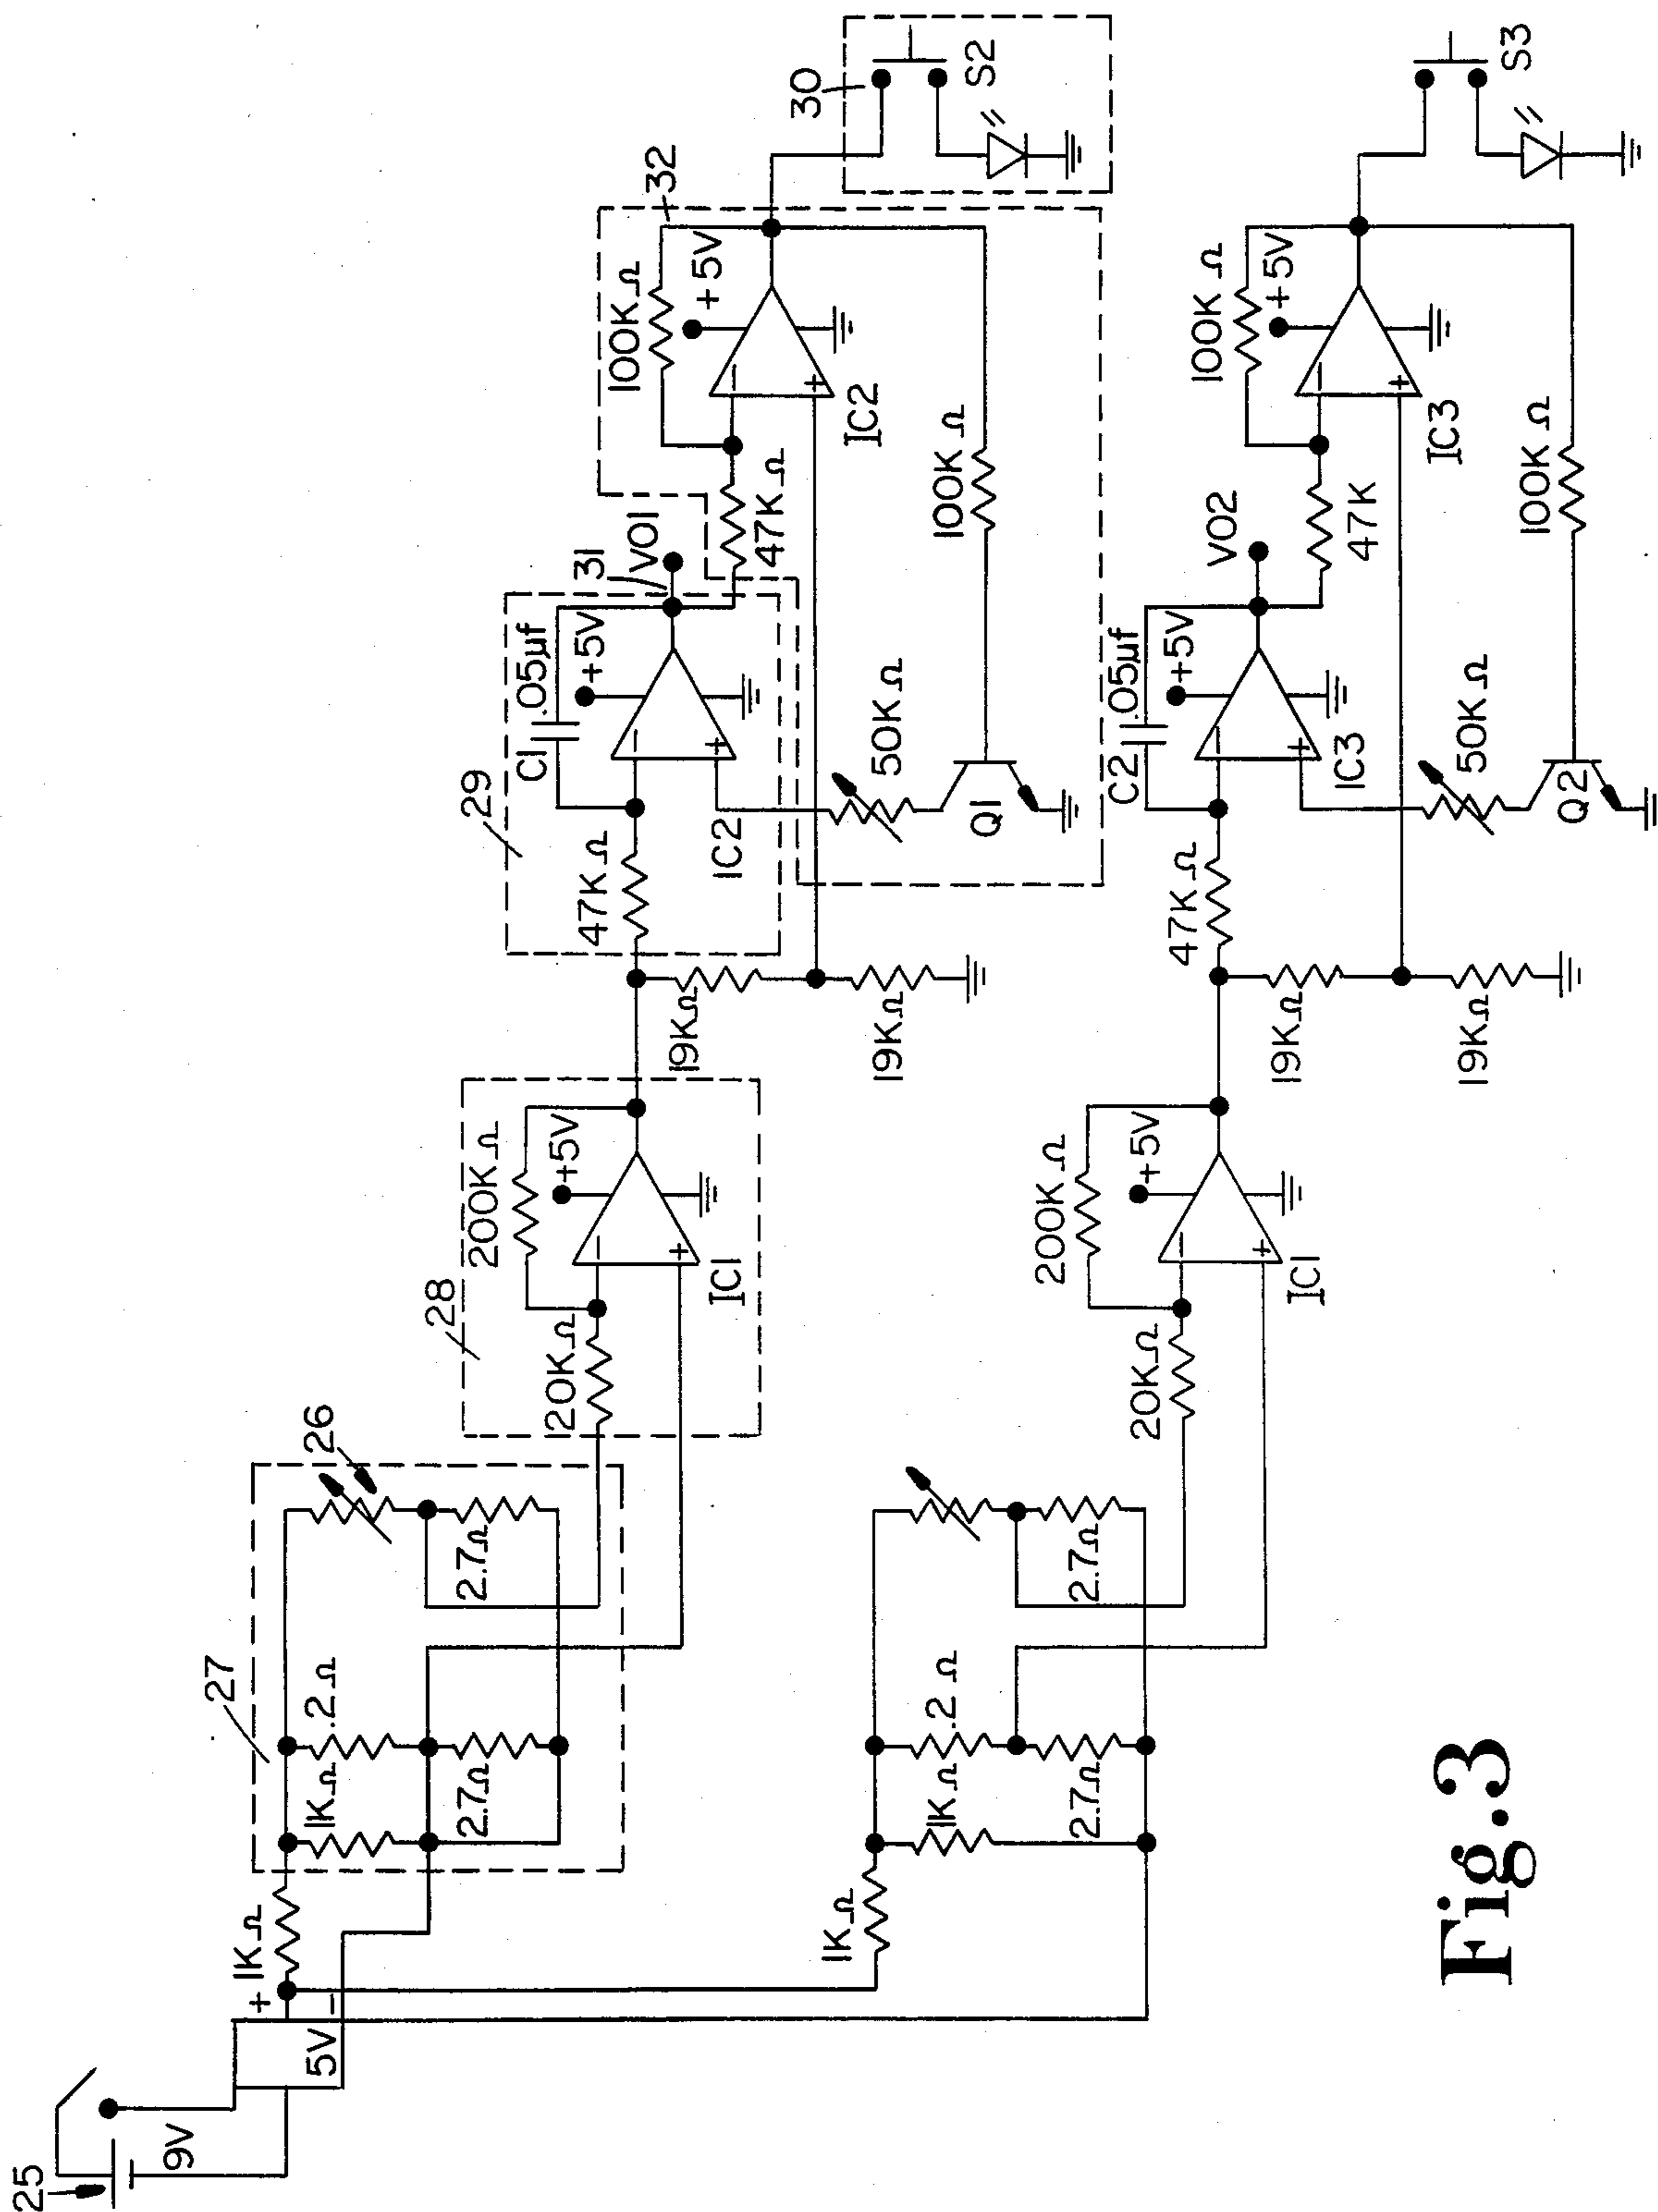 25
9V
5V
+
−
1KΩ
27
1KΩ
.2Ω
2.7Ω
2.7Ω
26
28
20KΩ
200KΩ
+5V
−
+
IC1
19KΩ
19KΩ
29
47KΩ
C1
.05µf
+5V
−
+
IC2
31
VO1
50KΩ
Q1
47KΩ
100KΩ
+5V
−
+
IC2
32
100KΩ
30
S2
1KΩ
1KΩ
.2Ω
2.7Ω
2.7Ω
20KΩ
200KΩ
+5V
−
+
IC1
19KΩ
19KΩ
47KΩ
C2
.05µf
+5V
−
+
IC3
VO2
50KΩ
Q2
47K
100KΩ
+5V
−
+
IC3
100KΩ
S3
Fig.3